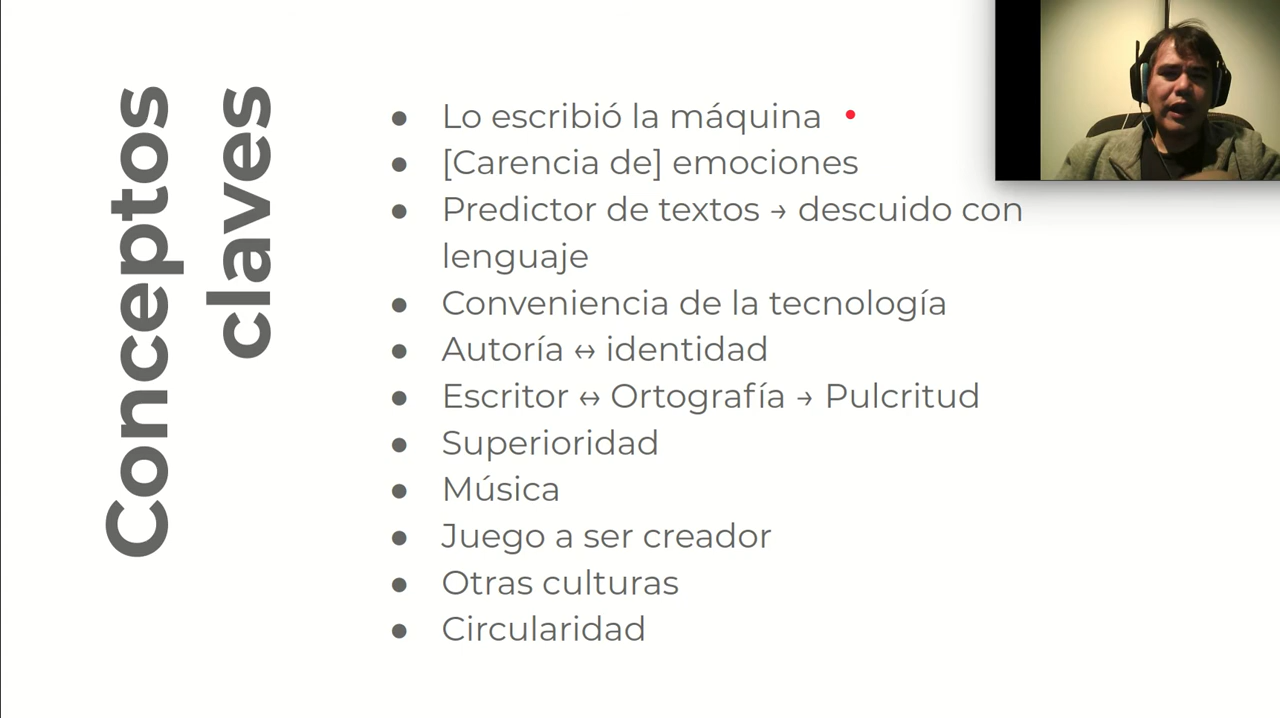 Conceptos
claves
● Lo escribió la máquina
● [Carencia de] emociones
● Predictor de textos → descuido con
lenguaje
● Conveniencia de la tecnología
● Autoría ↔ identidad
● Escritor ↔ Ortografía → Pulcritud
● Superioridad
● Música
● Juego a ser creador
● Otras culturas
● Circularidad